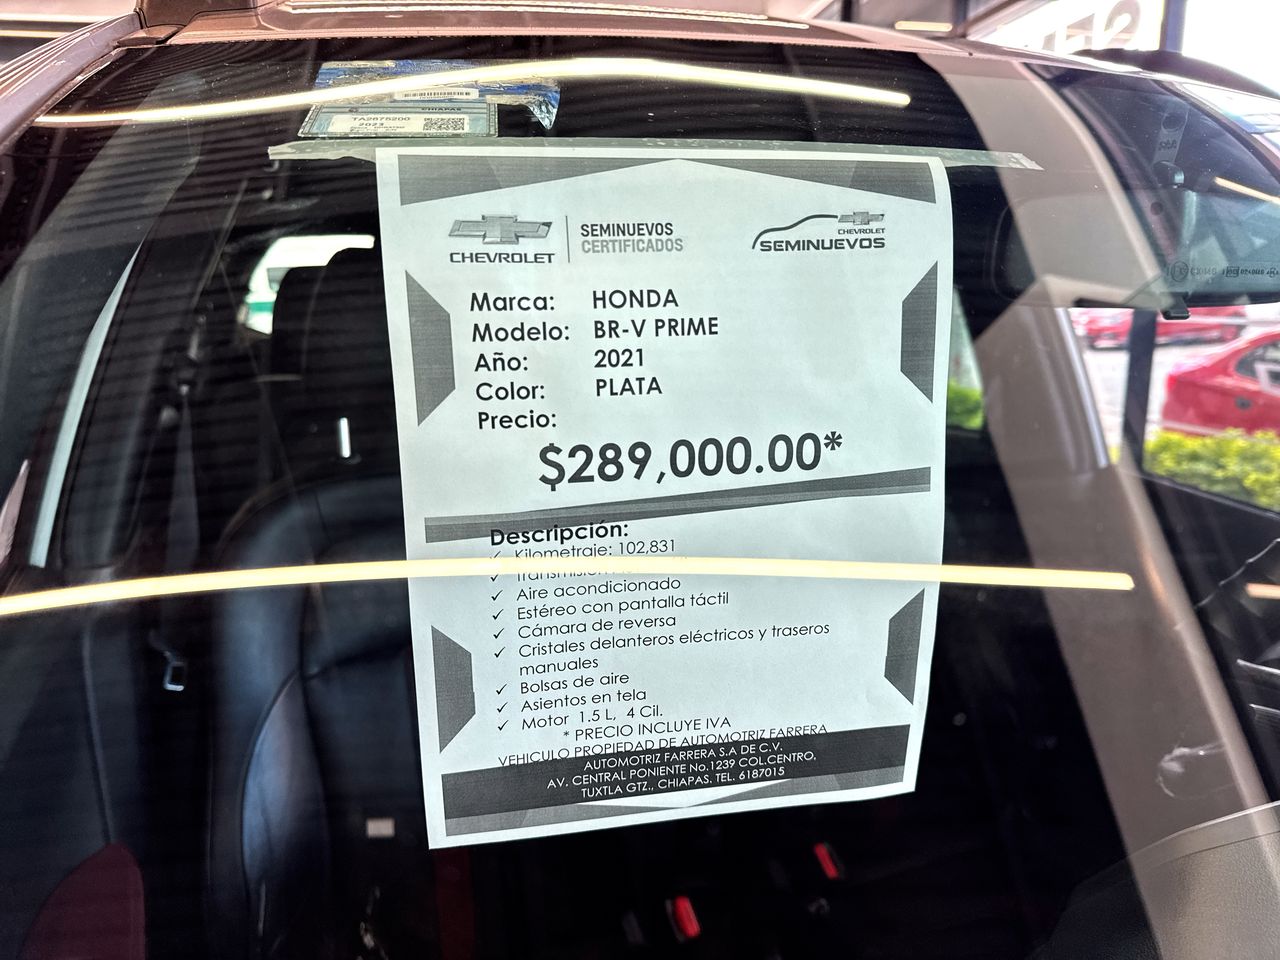 CHIAPAS
TA2875200
2023
CHEVROLET
SEMINUEVOS
CERTIFICADOS
CHEVROLET
SEMINUEVOS
Marca: HONDA
Modelo: BR-V PRIME
Año: 2021
Color: PLATA
Precio:
$289,000.00*
Descripción:
✓ Kilometraje: 102,831
✓ Transmisión
✓ Aire acondicionado
✓ Estéreo con pantalla táctil
✓ Cámara de reversa
✓ Cristales delanteros eléctricos y traseros
manuales
✓ Bolsas de aire
✓ Asientos en tela
✓ Motor 1.5 L, 4 Cil.
* PRECIO INCLUYE IVA
VEHICULO PROPIEDAD DE AUTOMOTRIZ FARRERA
AUTOMOTRIZ FARRERA S.A DE C.V.
AV. CENTRAL PONIENTE No.1239 COL.CENTRO,
TUXTLA GTZ., CHIAPAS. TEL. 6187015